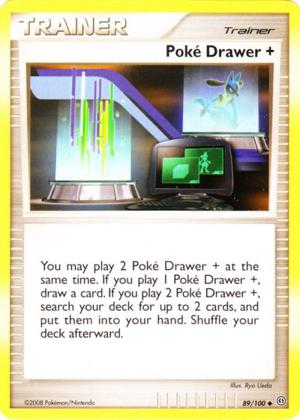 TRAINER
Trainer
Poké Drawer +
You may play 2 Poké Drawer + at the
same time. If you play 1 Poké Drawer +,
draw a card. If you play 2 Poké Drawer +,
search your deck for up to 2 cards, and
put them into your hand. Shuffle your
deck afterward.
Illus. Ryo Ueda
©2008 Pokémon/Nintendo
89/100 ◆